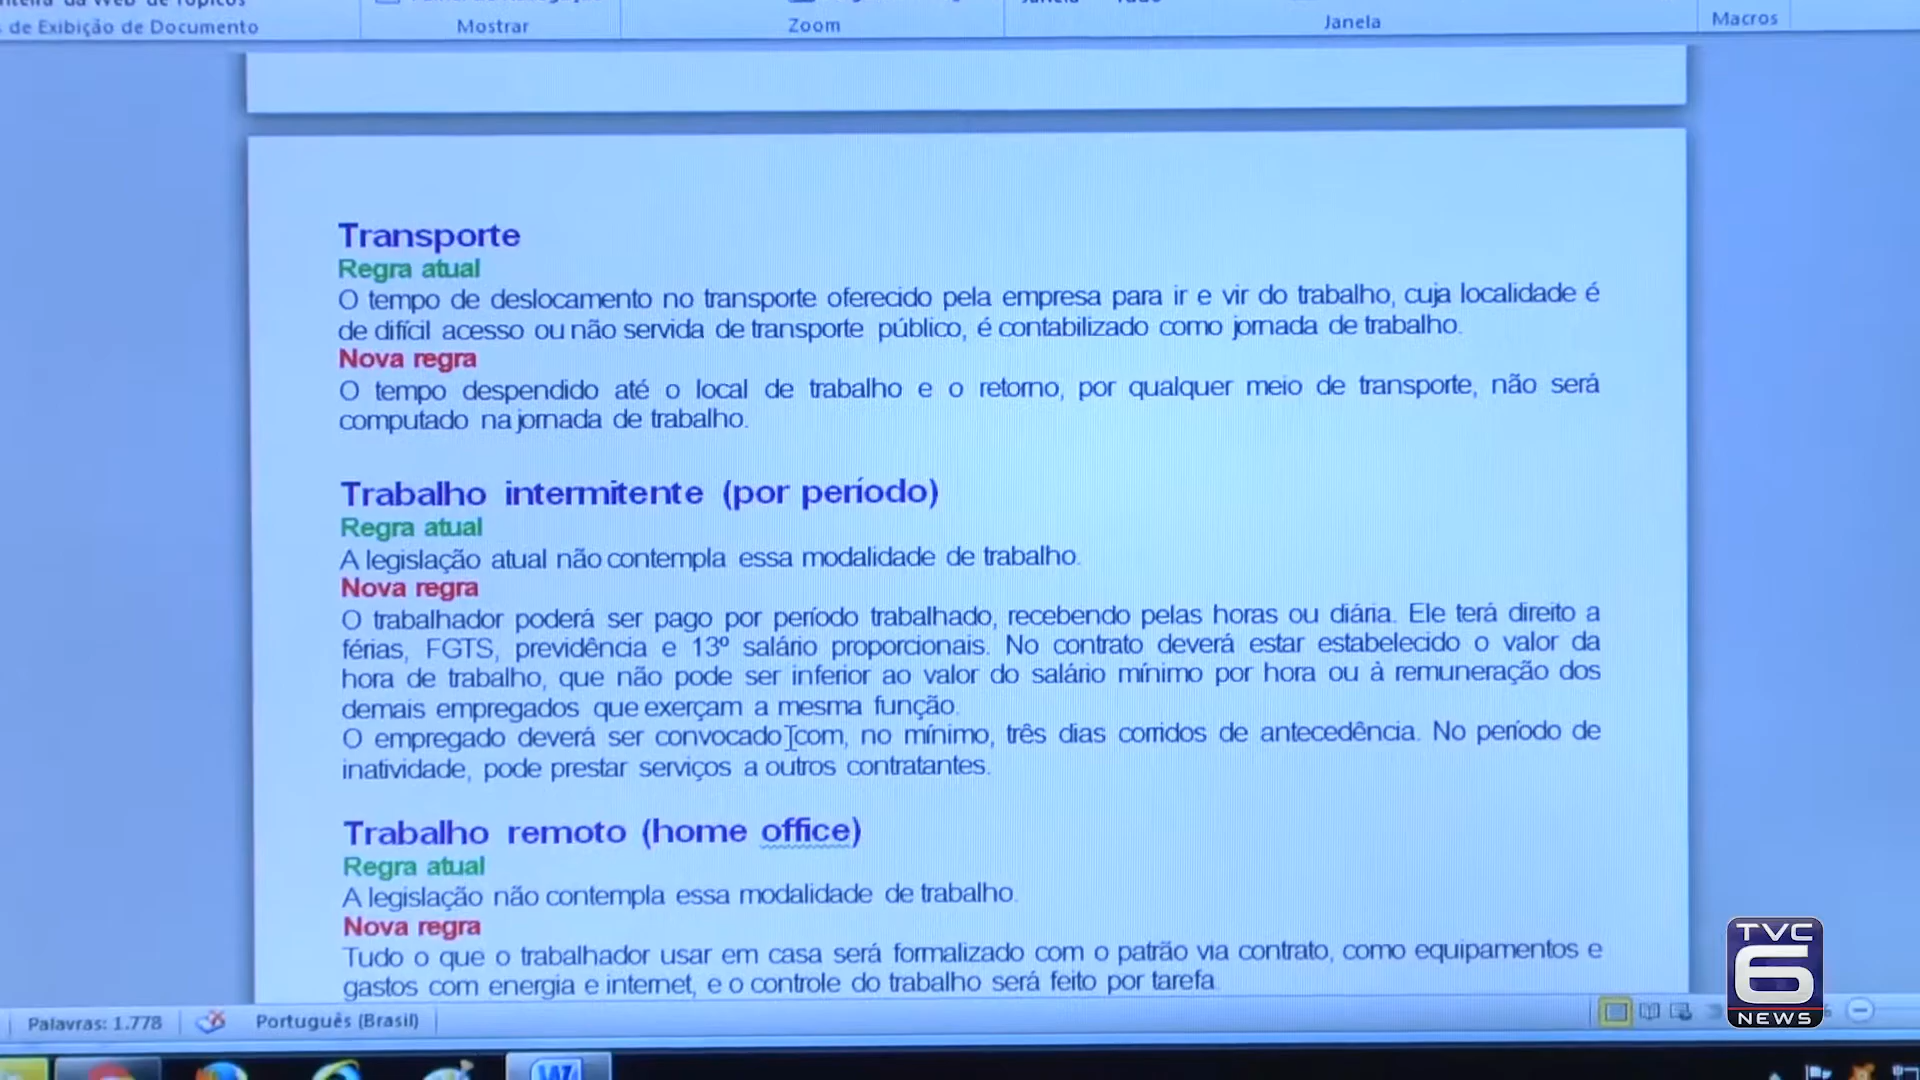 de Exibição de Documento
Mostrar
Zoom
Janela
Macros
Transporte
Regra atual
O tempo de deslocamento no transporte oferecido pela empresa para ir e vir do trabalho, cuja localidade é
de difícil acesso ou não servida de transporte público, é contabilizado como jornada de trabalho.
Nova regra
O tempo despendido até o local de trabalho e o retorno, por qualquer meio de transporte, não será
computado na jornada de trabalho.
Trabalho intermitente (por período)
Regra atual
A legislação atual não contempla essa modalidade de trabalho.
Nova regra
O trabalhador poderá ser pago por período trabalhado, recebendo pelas horas ou diária. Ele terá direito a
férias, FGTS, previdência e 13º salário proporcionais. No contrato deverá estar estabelecido o valor da
hora de trabalho, que não pode ser inferior ao valor do salário mínimo por hora ou à remuneração dos
demais empregados que exerçam a mesma função.
O empregado deverá ser convocado com, no mínimo, três dias corridos de antecedência. No período de
inatividade, pode prestar serviços a outros contratantes.
Trabalho remoto (home office)
Regra atual
A legislação não contempla essa modalidade de trabalho.
Nova regra
Tudo o que o trabalhador usar em casa será formalizado com o patrão via contrato, como equipamentos e
gastos com energia e internet, e o controle do trabalho será feito por tarefa
Palavras: 1.778
Português (Brasil)
TVC
6
NEWS